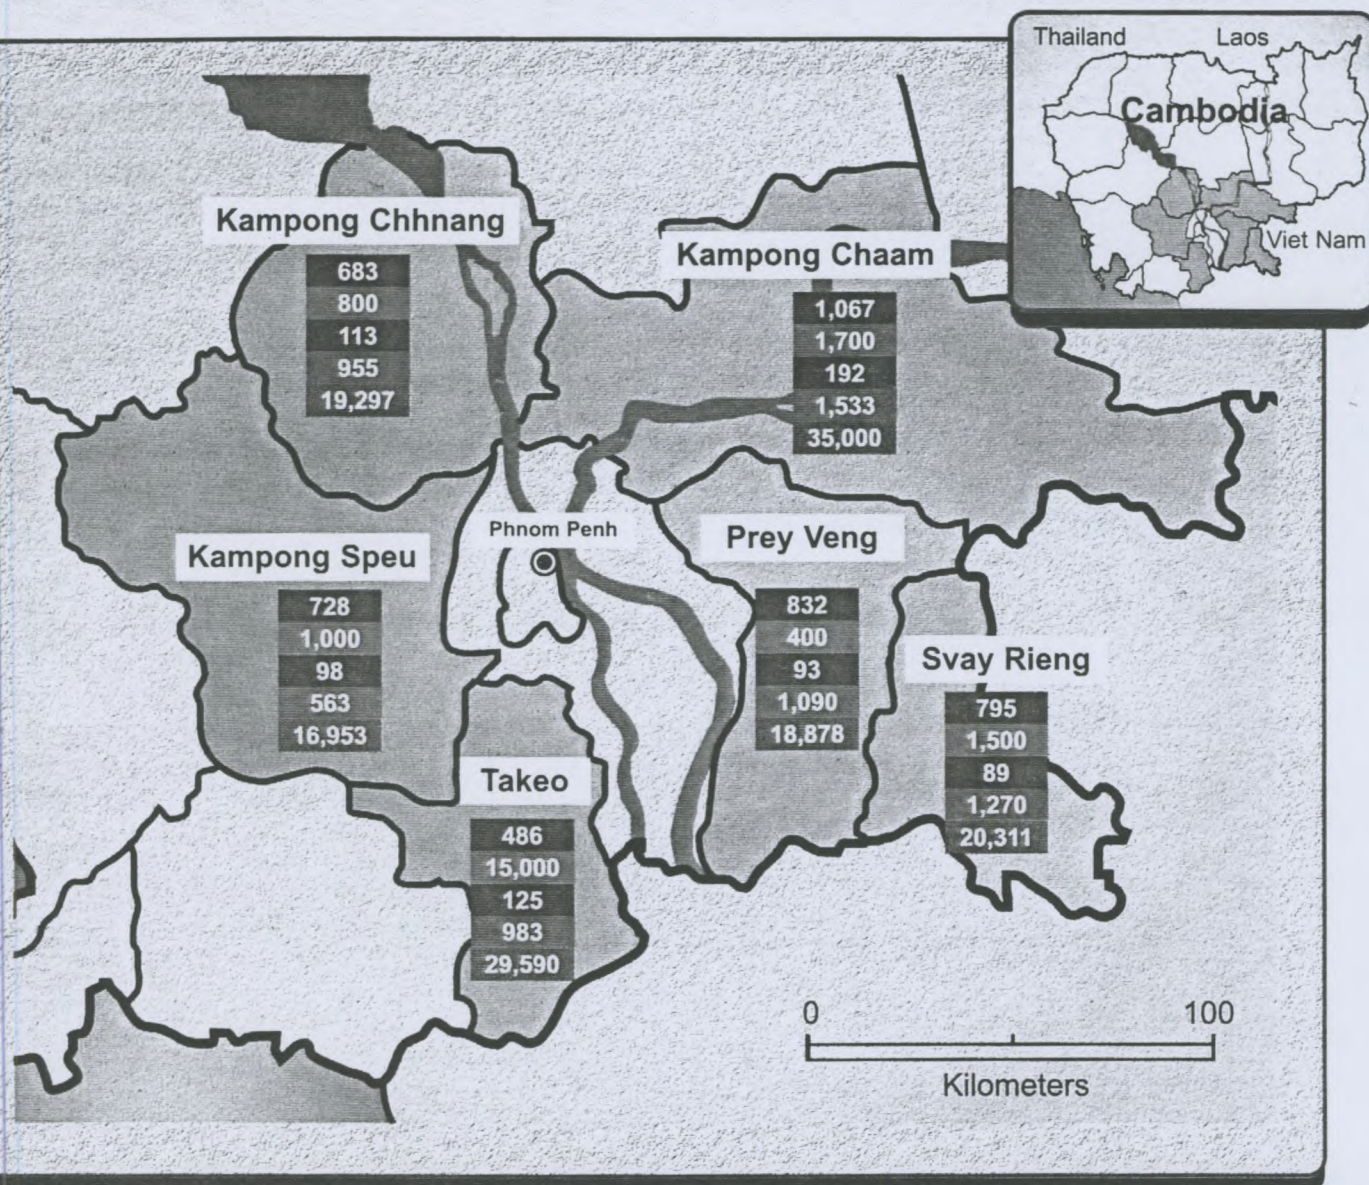 Thailand
Laos
Cambodia
Viet Nam
Kampong Chhnang
683
800
113
955
19,297
Kampong Chaam
1,067
1,700
192
1,533
35,000
Phnom Penh
Kampong Speu
728
1,000
98
563
16,953
Prey Veng
832
400
93
1,090
18,878
Svay Rieng
795
1,500
89
1,270
20,311
Takeo
486
15,000
125
983
29,590
0
100
Kilometers